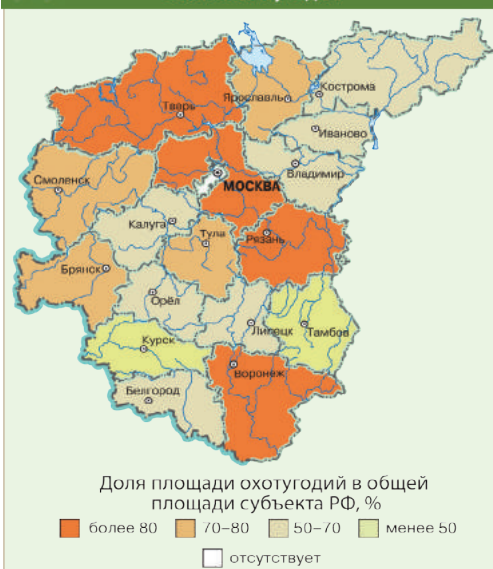 Кострома
Ярославль
Тверь
Иваново
Владимир
Смоленск
МОСКВА
Калуга
Тула
Рязань
Брянск
Орёл
Липецк
Тамбов
Курск
Воронеж
Белгород
Доля площади охотугодий в общей
площади субъекта РФ, %
более 80 70–80 50–70 менее 50
отсутствует